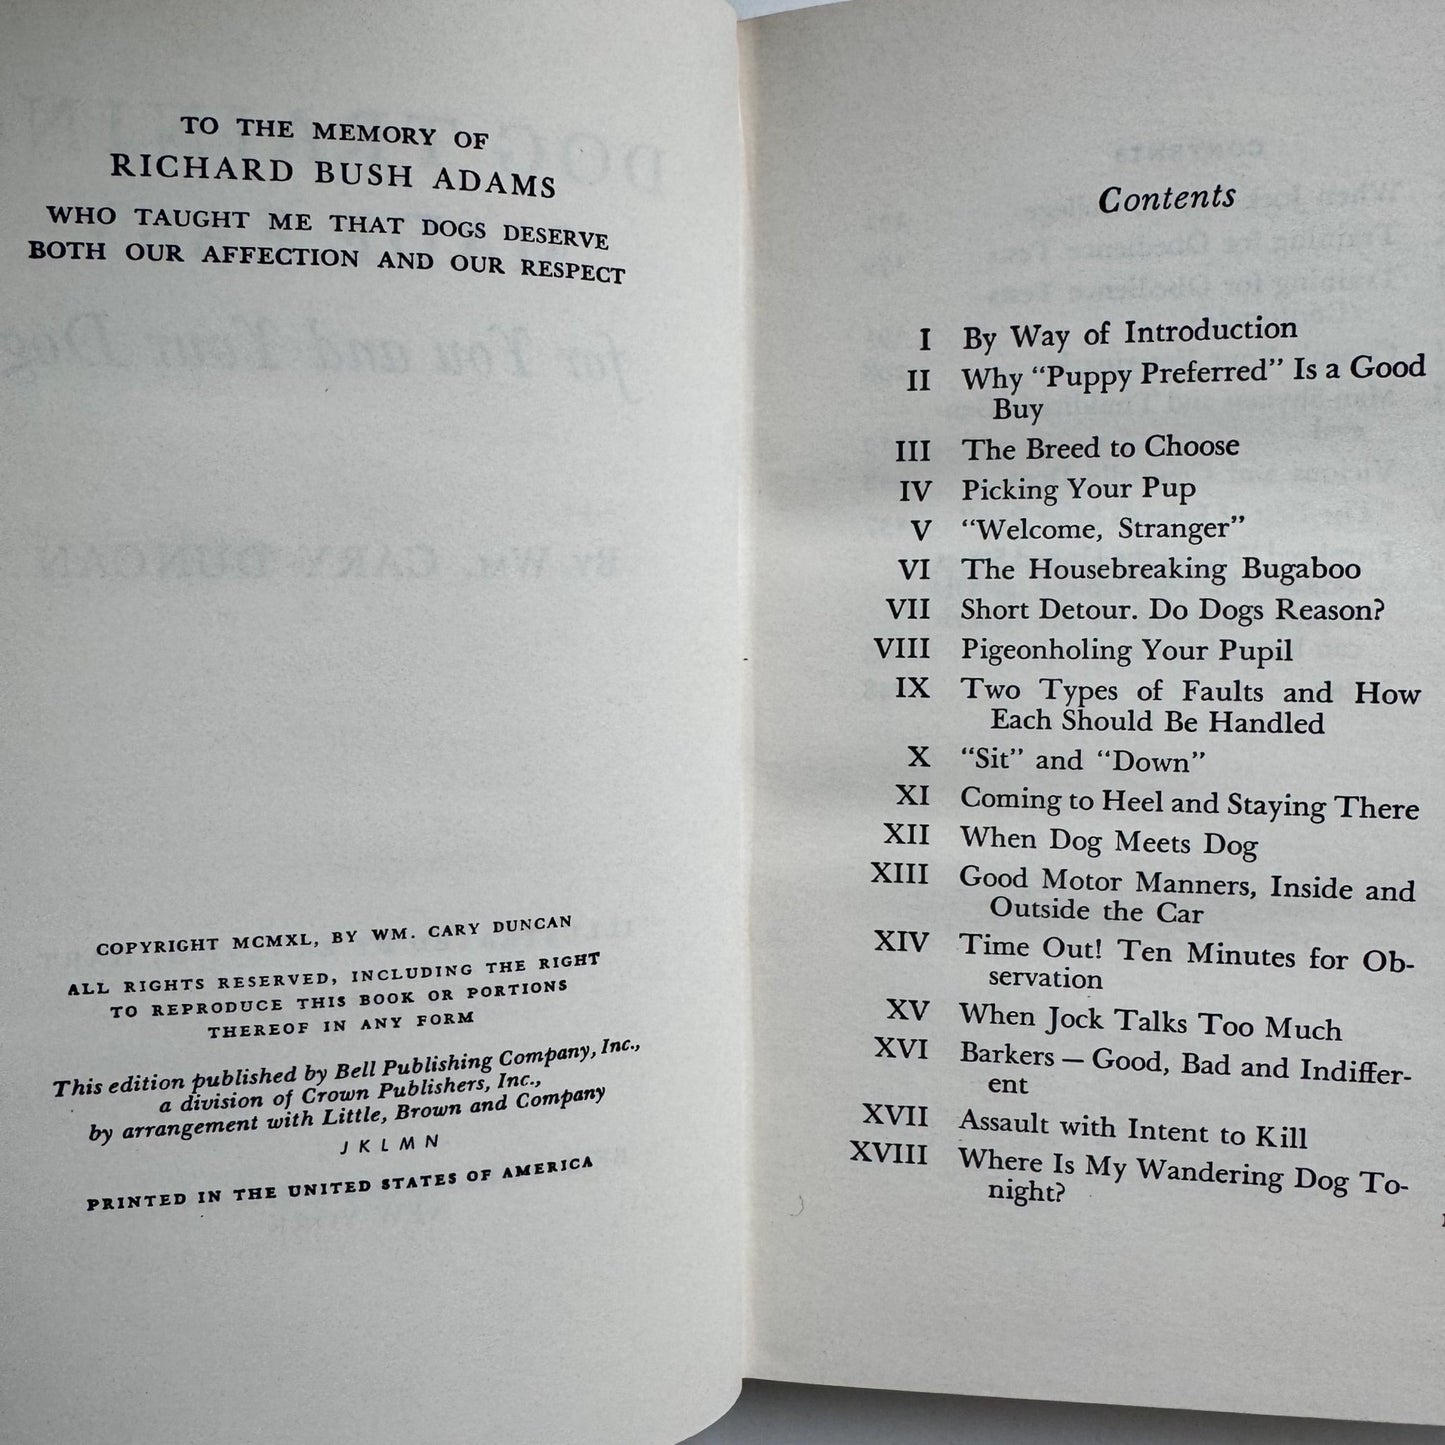 TO THE MEMORY OF
RICHARD BUSH ADAMS
WHO TAUGHT ME THAT DOGS DESERVE
BOTH OUR AFFECTION AND OUR RESPECT
COPYRIGHT MCMXL, BY WM. CARY DUNCAN
ALL RIGHTS RESERVED, INCLUDING THE RIGHT
TO REPRODUCE THIS BOOK OR PORTIONS
THEREOF IN ANY FORM
This edition published by Bell Publishing Company, Inc.,
a division of Crown Publishers, Inc.,
by arrangement with Little, Brown and Company
J K L M N
PRINTED IN THE UNITED STATES OF AMERICA
Contents
I By Way of Introduction
II Why “Puppy Preferred” Is a Good
Buy
III The Breed to Choose
IV Picking Your Pup
V “Welcome, Stranger”
VI The Housebreaking Bugaboo
VII Short Detour. Do Dogs Reason?
VIII Pigeonholing Your Pupil
IX Two Types of Faults and How
Each Should Be Handled
X “Sit” and “Down”
XI Coming to Heel and Staying There
XII When Dog Meets Dog
XIII Good Motor Manners, Inside and
Outside the Car
XIV Time Out! Ten Minutes for Ob-
servation
XV When Jock Talks Too Much
XVI Barkers — Good, Bad and Indiffer-
ent
XVII Assault with Intent to Kill
XVIII Where Is My Wandering Dog To-
night?